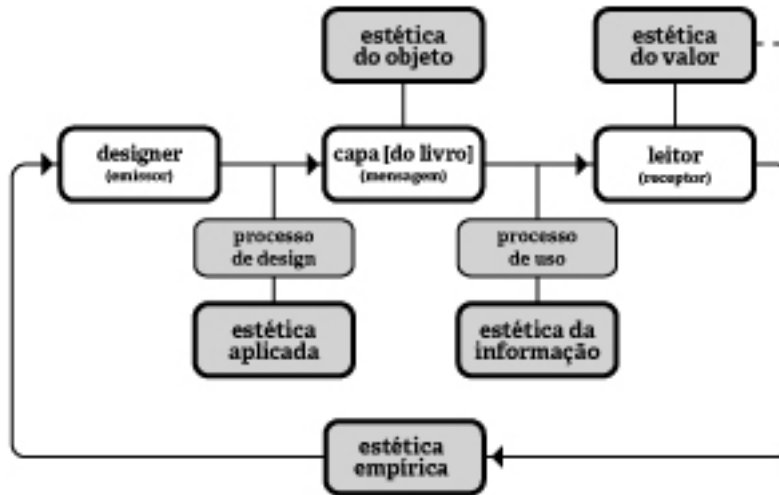 estética
do objeto
estética
do valor
designer
(emissor)
capa [do livro]
(mensagem)
leitor
(receptor)
processo
de design
processo
de uso
estética
aplicada
estética da
informação
estética
empírica